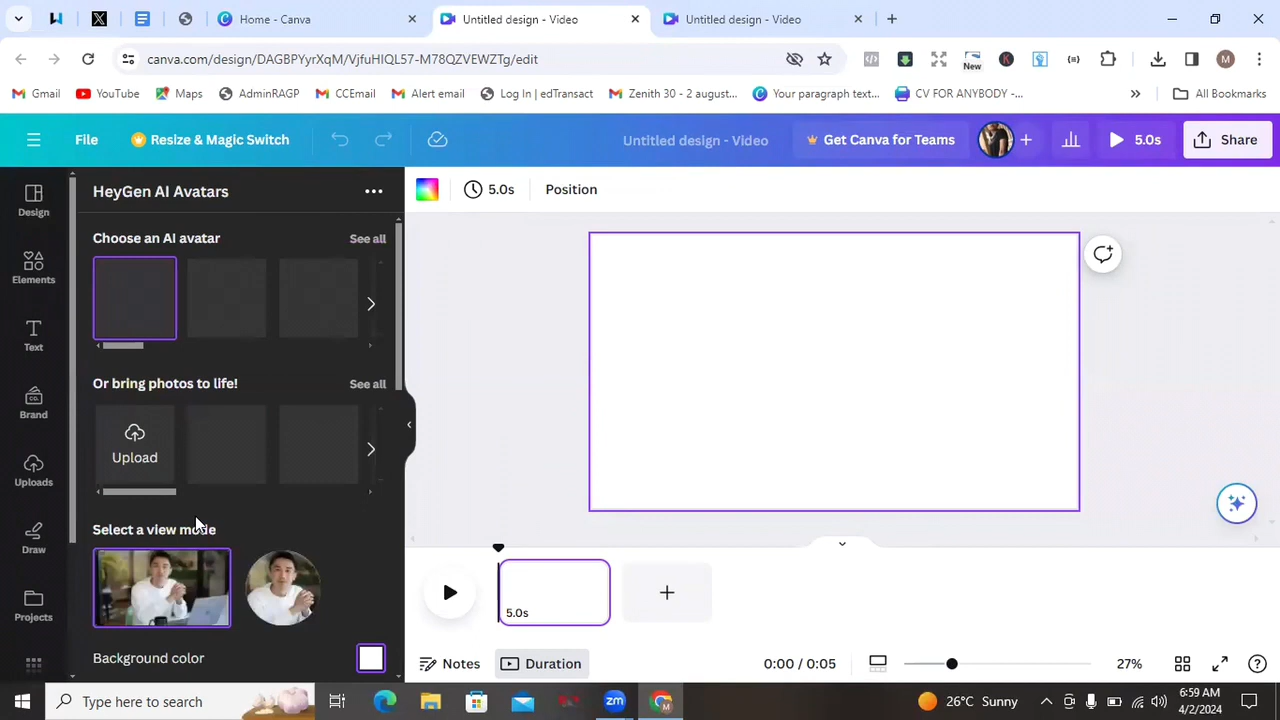 Home - Canva
Untitled design - Video
Untitled design - Video
canva.com/design/DAGBPYyrXqM/VjfuHIQL57-M78QZVEWZTg/edit
New
M
Gmail
YouTube
Maps
AdminRAGP
CCEmail
Alert email
Log In | edTransact
Zenith 30 - 2 august...
Your paragraph text...
CV FOR ANYBODY -...
All Bookmarks
File
Resize & Magic Switch
Untitled design - Video
Get Canva for Teams
5.0s
Share
Design
Elements
Text
Brand
Uploads
Draw
Projects
HeyGen AI Avatars
Choose an AI avatar
See all
Or bring photos to life!
See all
Upload
Select a view mode
Background color
5.0s
Position
5.0s
Notes
Duration
0:00 / 0:05
27%
Type here to search
zm
26°C Sunny
6:59 AM
4/2/2024